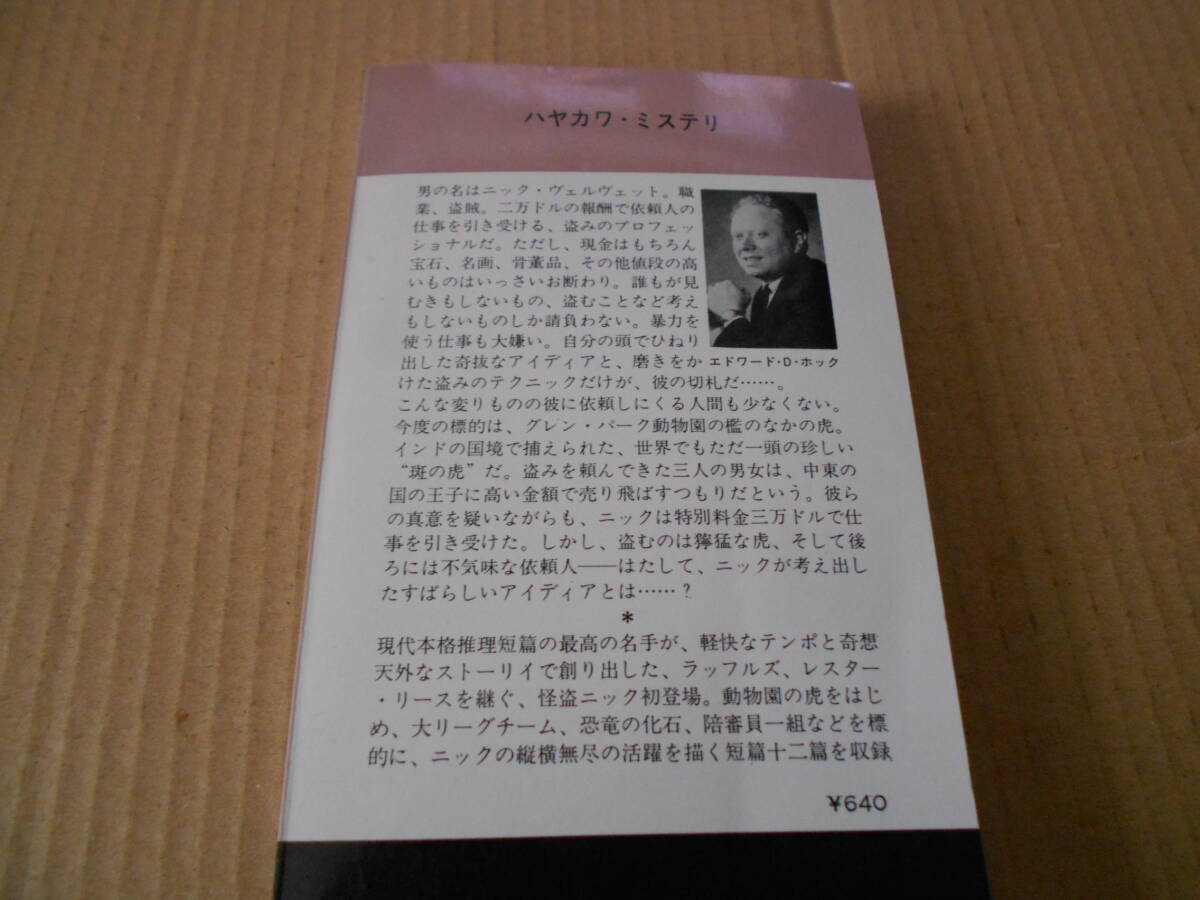 ハヤカワ・ミステリ
男の名はニック・ヴェルヴェット。職
業、盗賊。二万ドルの報酬で依頼人の
仕事を引き受ける、盗みのプロフェッ
ショナルだ。ただし、現金はもちろん
宝石、名画、骨董品、その他値段の高
いものはいっさいお断わり。誰もが見
むきもしないもの、盗むことなど考え
もしないものしか請負わない。暴力を
使う仕事も大嫌い。自分の頭でひねり
出した奇抜なアイディアと、磨きをか
けた盗みのテクニックだけが、彼の切札だ……。
エドワード・D・ホック
こんな変りものの彼に依頼しにくる人間も少なくない。
今度の標的は、グレン・パーク動物園の檻のなかの虎。
インドの国境で捕えられた、世界でもただ一頭の珍しい
“斑の虎”だ。盗みを頼んできた三人の男女は、中東の
国の王子に高い金額で売り飛ばすつもりだという。彼ら
の真意を疑いながらも、ニックは特別料金三万ドルで仕
事を引き受けた。しかし、盗むのは獰猛な虎、そして後
ろには不気味な依頼人――はたして、ニックが考え出し
たすばらしいアイディアとは……？
*
現代本格推理短篇の最高の名手が、軽快なテンポと奇想
天外なストーリイで創り出した、ラッフルズ、レスター
・リースを継ぐ、怪盗ニック初登場。動物園の虎をはじ
め、大リーグチーム、恐竜の化石、陪審員一組などを標
的に、ニックの縦横無尽の活躍を描く短篇十二篇を収録
¥640